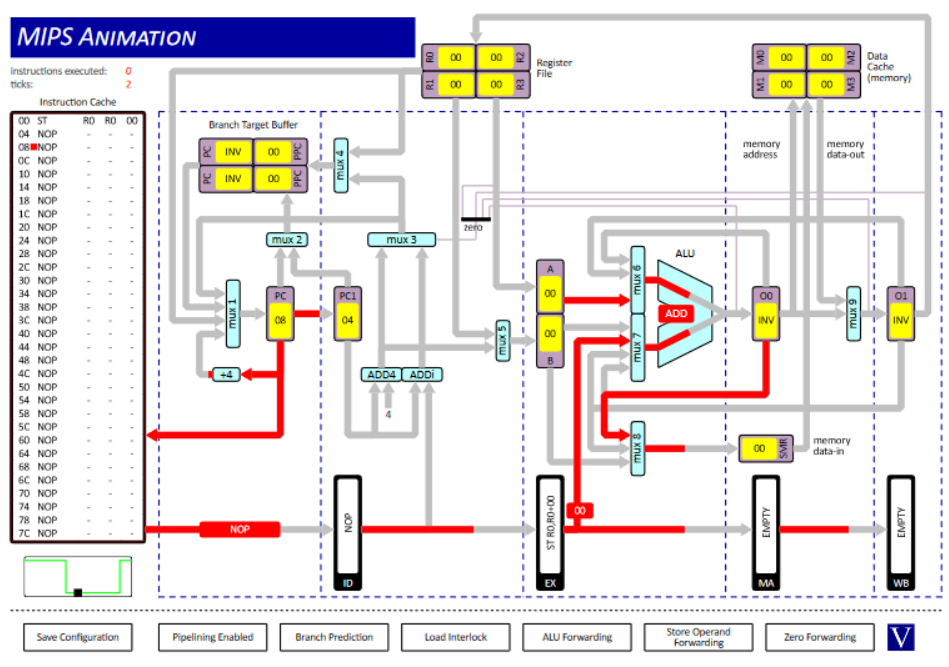 MIPS ANIMATION
instructions executed: 0
ticks: 2
Instruction Cache
00 ST R0 R0 00
04 NOP - - -
08 NOP - - -
0C NOP - - -
10 NOP - - -
14 NOP - - -
18 NOP - - -
1C NOP - - -
20 NOP - - -
24 NOP - - -
28 NOP - - -
2C NOP - - -
30 NOP - - -
34 NOP - - -
38 NOP - - -
3C NOP - - -
40 NOP - - -
44 NOP - - -
48 NOP - - -
4C NOP - - -
50 NOP - - -
54 NOP - - -
58 NOP - - -
5C NOP - - -
60 NOP - - -
64 NOP - - -
68 NOP - - -
6C NOP - - -
70 NOP - - -
74 NOP - - -
78 NOP - - -
7C NOP - - -
R0 00 00 R2
R1 00 00 R3
Register
File
M0 00 00 M2
M1 00 00 M3
Data
Cache
(memory)
Branch Target Buffer
PC INV 00 PPC
PC INV 00 PPC
mux 4
memory
address
memory
data-out
zero
mux 2
mux 3
mux 1
PC
08
PC1
04
mux 5
A
00
00
B
mux 6
mux 7
ALU
ADD
O0
INV
mux 9
O1
INV
+4
ADD4
ADDi
4
mux 8
00 SMR
memory
data-in
NOP
NOP
ID
ST R0,R0+00
EX
00
EMPTY
MA
EMPTY
WB
Save Configuration
Pipelining Enabled
Branch Prediction
Load Interlock
ALU Forwarding
Store Operand
Forwarding
Zero Forwarding
V